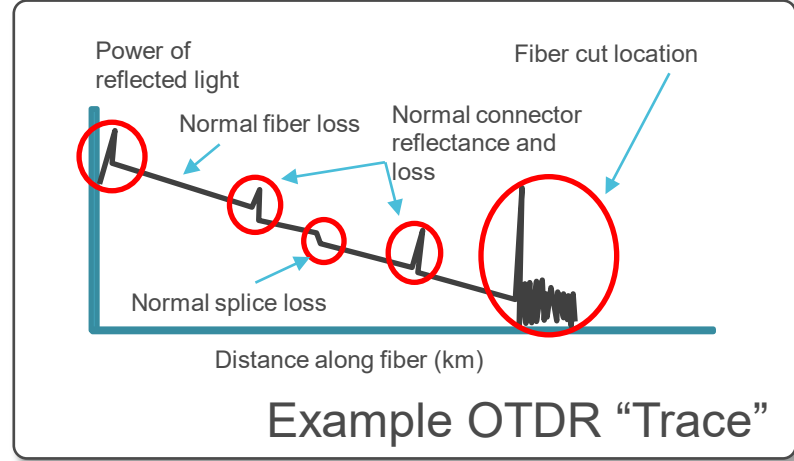 Power of
reflected light
Fiber cut location
Normal fiber loss
Normal connector
reflectance and
loss
Normal splice loss
Distance along fiber (km)
Example OTDR “Trace”